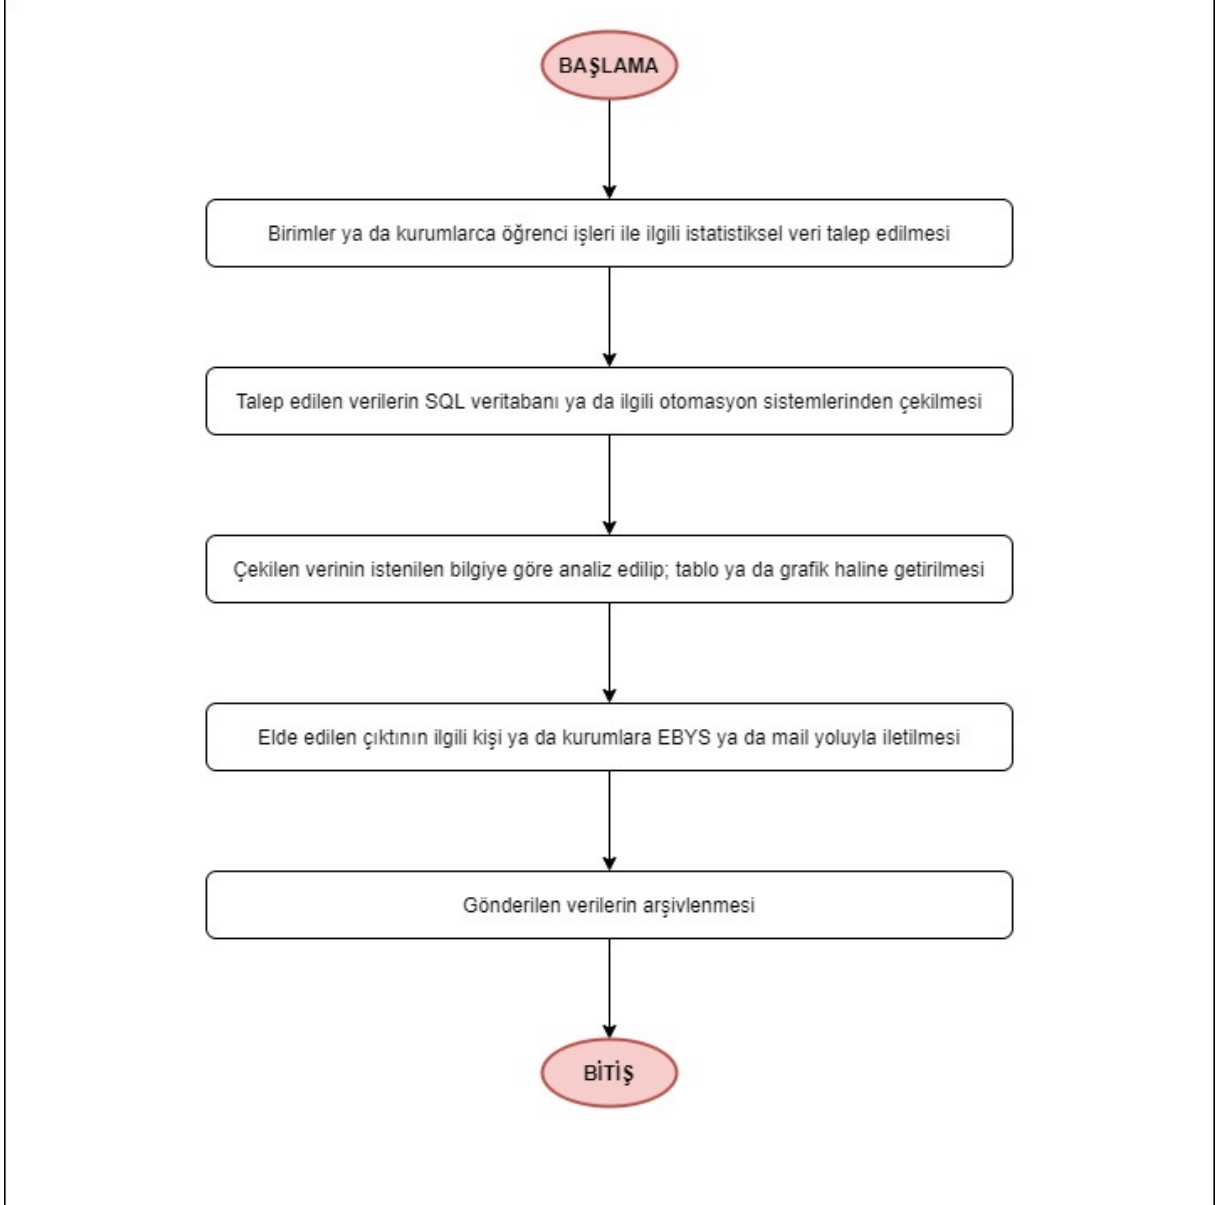 BAŞLAMA
Birimler ya da kurumlarca öğrenci işleri ile ilgili istatistiksel veri talep edilmesi
Talep edilen verilerin SQL veritabanı ya da ilgili otomasyon sistemlerinden çekilmesi
Çekilen verinin istenilen bilgiye göre analiz edilip; tablo ya da grafik haline getirilmesi
Elde edilen çıktının ilgili kişi ya da kurumlara EBYS ya da mail yoluyla iletilmesi
Gönderilen verilerin arşivlenmesi
BİTİŞ